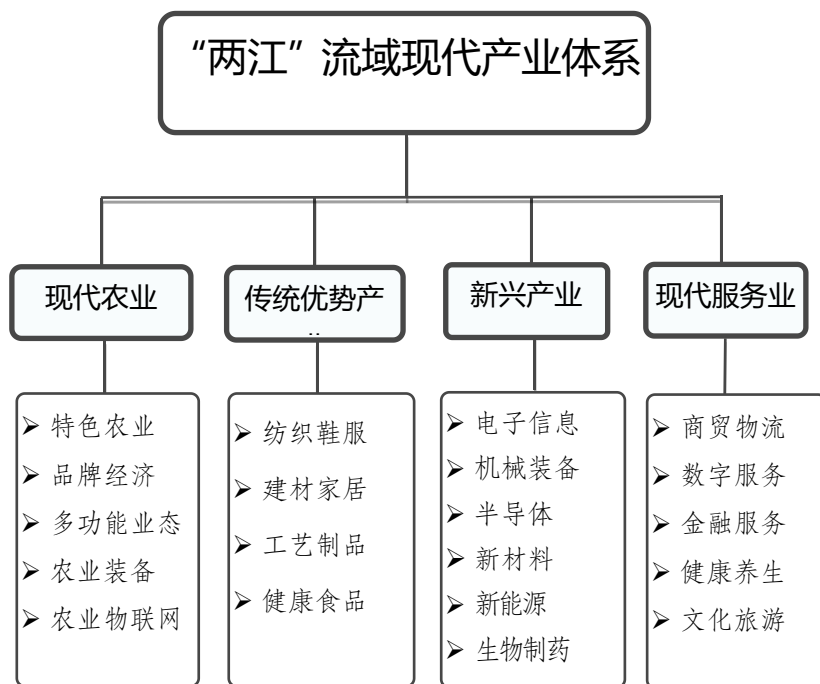 “两江”流域现代产业体系
现代农业
传统优势产
新兴产业
现代服务业
➢ 特色农业
➢ 品牌经济
➢ 多功能业态
➢ 农业装备
➢ 农业物联网
➢ 纺织鞋服
➢ 建材家居
➢ 工艺制品
➢ 健康食品
➢ 电子信息
➢ 机械装备
➢ 半导体
➢ 新材料
➢ 新能源
➢ 生物制药
➢ 商贸物流
➢ 数字服务
➢ 金融服务
➢ 健康养生
➢ 文化旅游